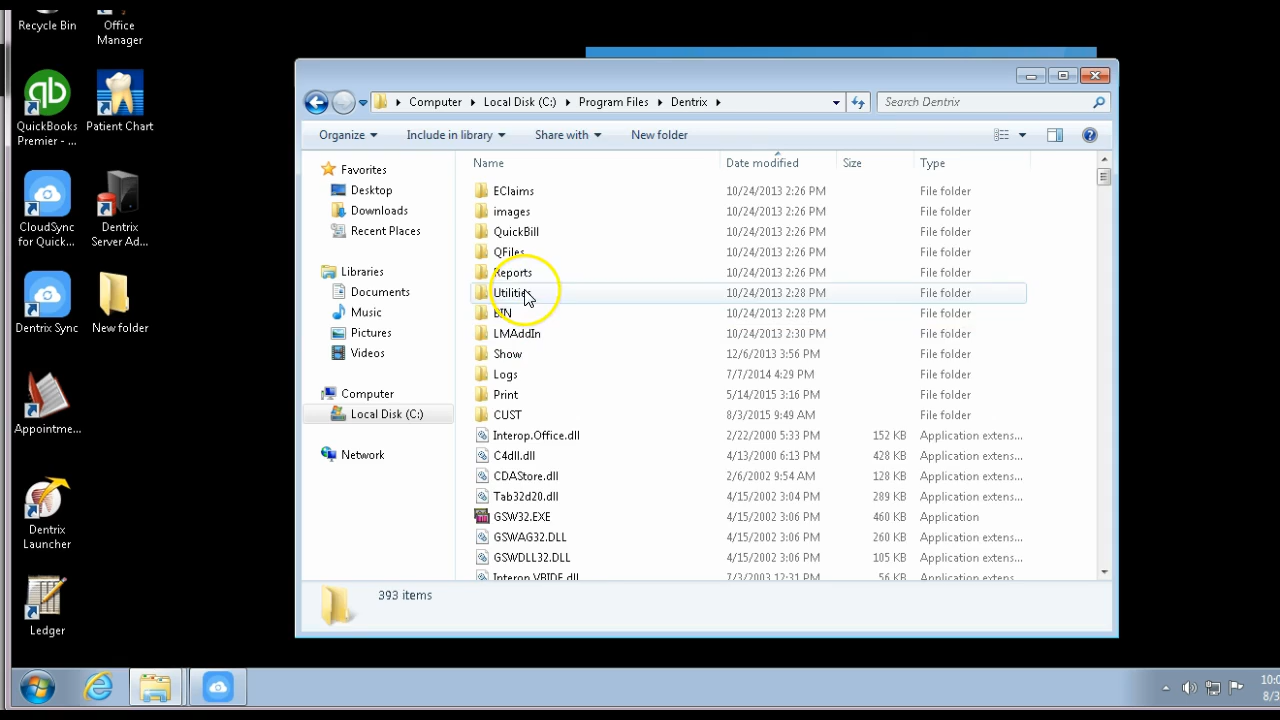 Recycle Bin
Office
Manager
QuickBooks
Premier - ...
Patient Chart
CloudSync
for Quick...
Dentrix
Server Ad...
Dentrix Sync
New folder
Appointme...
Dentrix
Launcher
Ledger
Computer Local Disk (C:) Program Files Dentrix
Search Dentrix
Organize Include in library Share with New folder
Favorites
Desktop
Downloads
Recent Places
Libraries
Documents
Music
Pictures
Videos
Computer
Local Disk (C:)
Network
Name Date modified Size Type
EClaims 10/24/2013 2:26 PM File folder
images 10/24/2013 2:26 PM File folder
QuickBill 10/24/2013 2:26 PM File folder
QFiles 10/24/2013 2:26 PM File folder
Reports 10/24/2013 2:26 PM File folder
Utilities 10/24/2013 2:28 PM File folder
BIN 10/24/2013 2:28 PM File folder
LMAddIn 10/24/2013 2:30 PM File folder
Show 12/6/2013 3:56 PM File folder
Logs 7/7/2014 4:29 PM File folder
Print 5/14/2015 3:16 PM File folder
CUST 8/3/2015 9:49 AM File folder
Interop.Office.dll 2/22/2000 5:33 PM 152 KB Application extens...
C4dll.dll 4/13/2000 6:13 PM 428 KB Application extens...
CDAStore.dll 2/6/2002 9:54 AM 128 KB Application extens...
Tab32d20.dll 4/15/2002 3:04 PM 289 KB Application extens...
GSW32.EXE 4/15/2002 3:06 PM 460 KB Application
GSWAG32.DLL 4/15/2002 3:06 PM 260 KB Application extens...
GSWDLL32.DLL 4/15/2002 3:06 PM 105 KB Application extens...
Interop.VBIDE.dll 2003 12:31 PM 56 KB Application extens...
393 items
qb
10:0
8/3